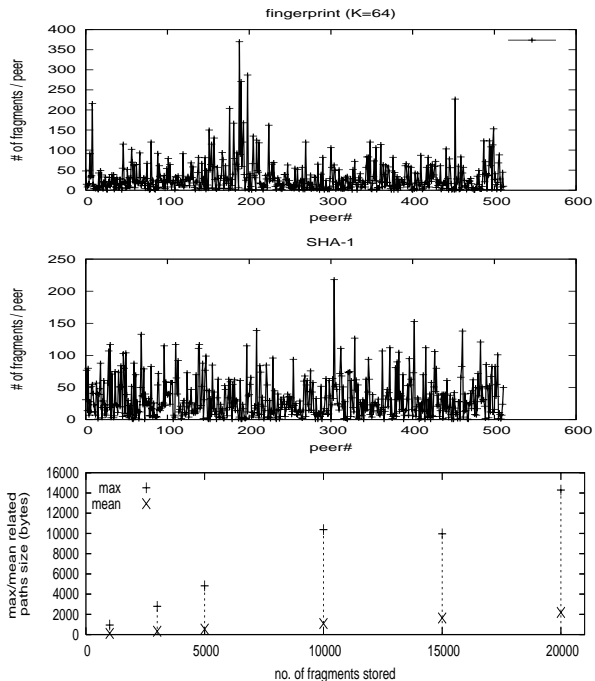 fingerprint (K=64)
400
350
300
250
200
150
100
50
0
# of fragments / peer
0 100 200 300 400 500 600
peer#
SHA-1
250
200
150
100
50
0
# of fragments / peer
0 100 200 300 400 500 600
peer#
16000
14000
12000
10000
8000
6000
4000
2000
0
max/mean related
paths size (bytes)
max
mean
0 5000 10000 15000 20000
no. of fragments stored